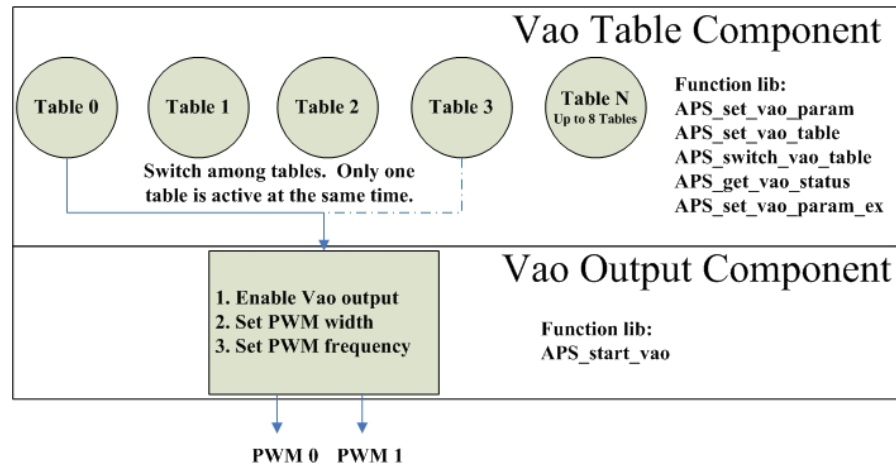 Vao Table Component
Table 0
Table 1
Table 2
Table 3
Table N
Up to 8 Tables
Function lib:
APS_set_vao_param
APS_set_vao_table
APS_switch_vao_table
APS_get_vao_status
APS_set_vao_param_ex
Switch among tables. Only one
table is active at the same time.
Vao Output Component
1. Enable Vao output
2. Set PWM width
3. Set PWM frequency
Function lib:
APS_start_vao
PWM 0 PWM 1